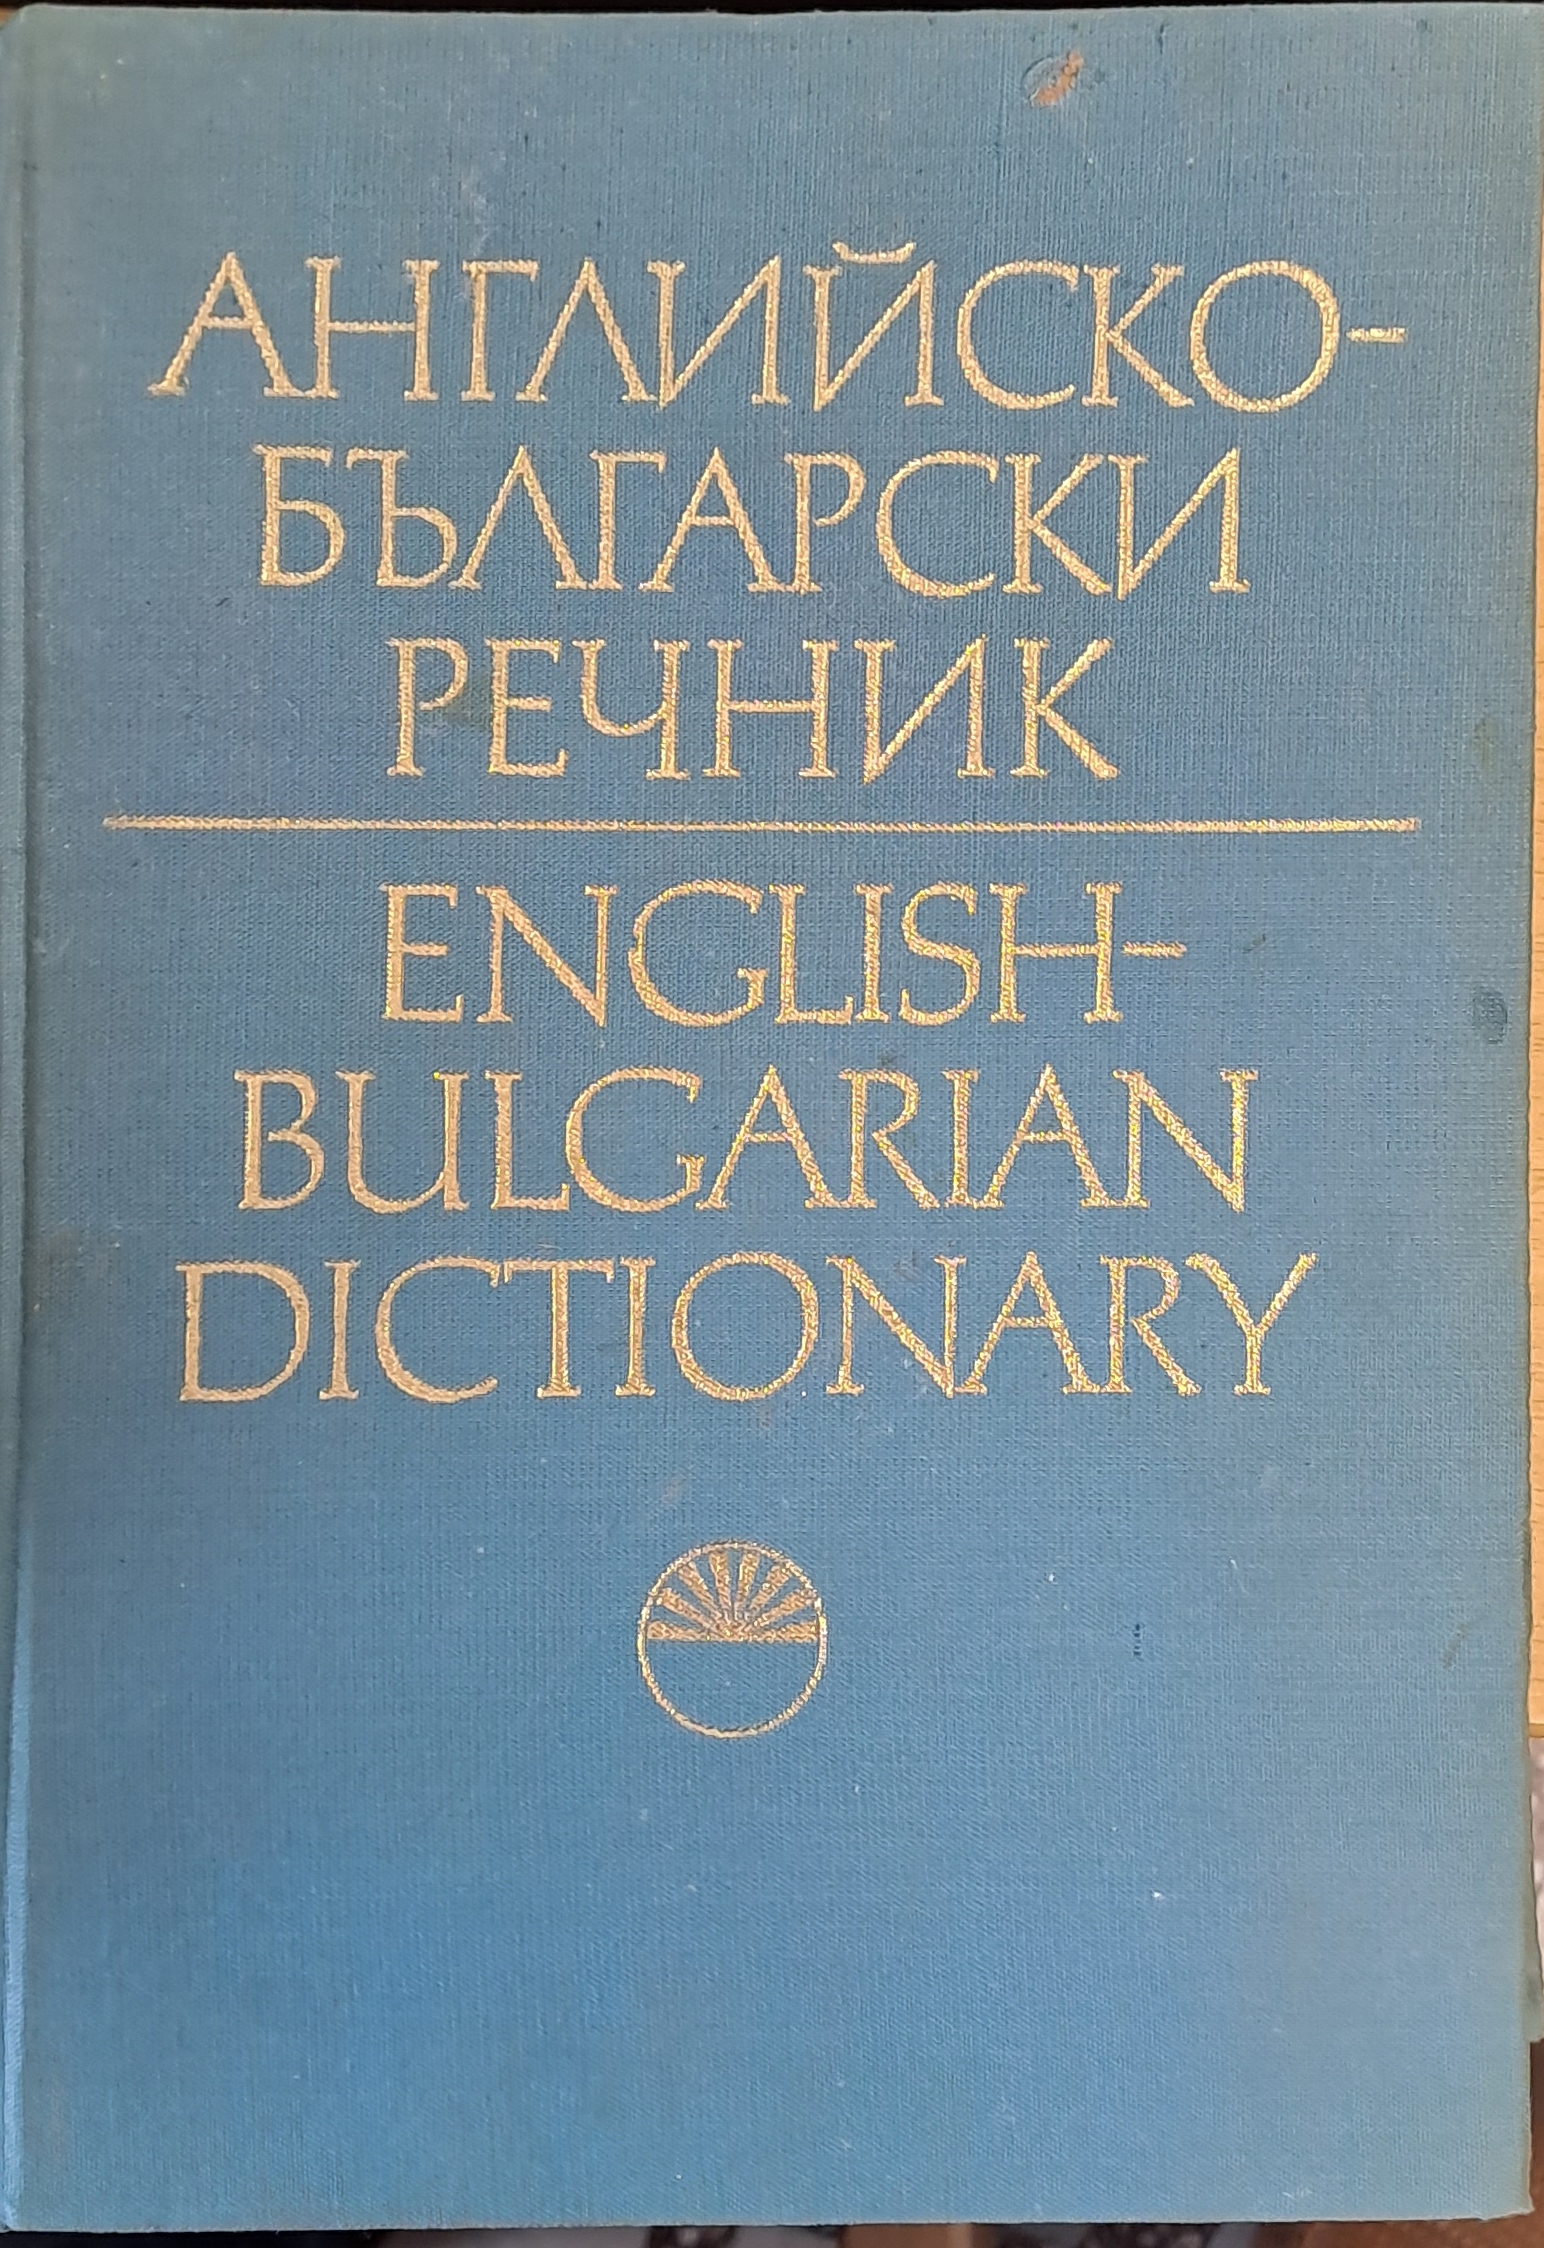 АНГЛИЙСКО-
БЪЛГАРСКИ
РЕЧНИК
ENGLISH-
BULGARIAN
DICTIONARY